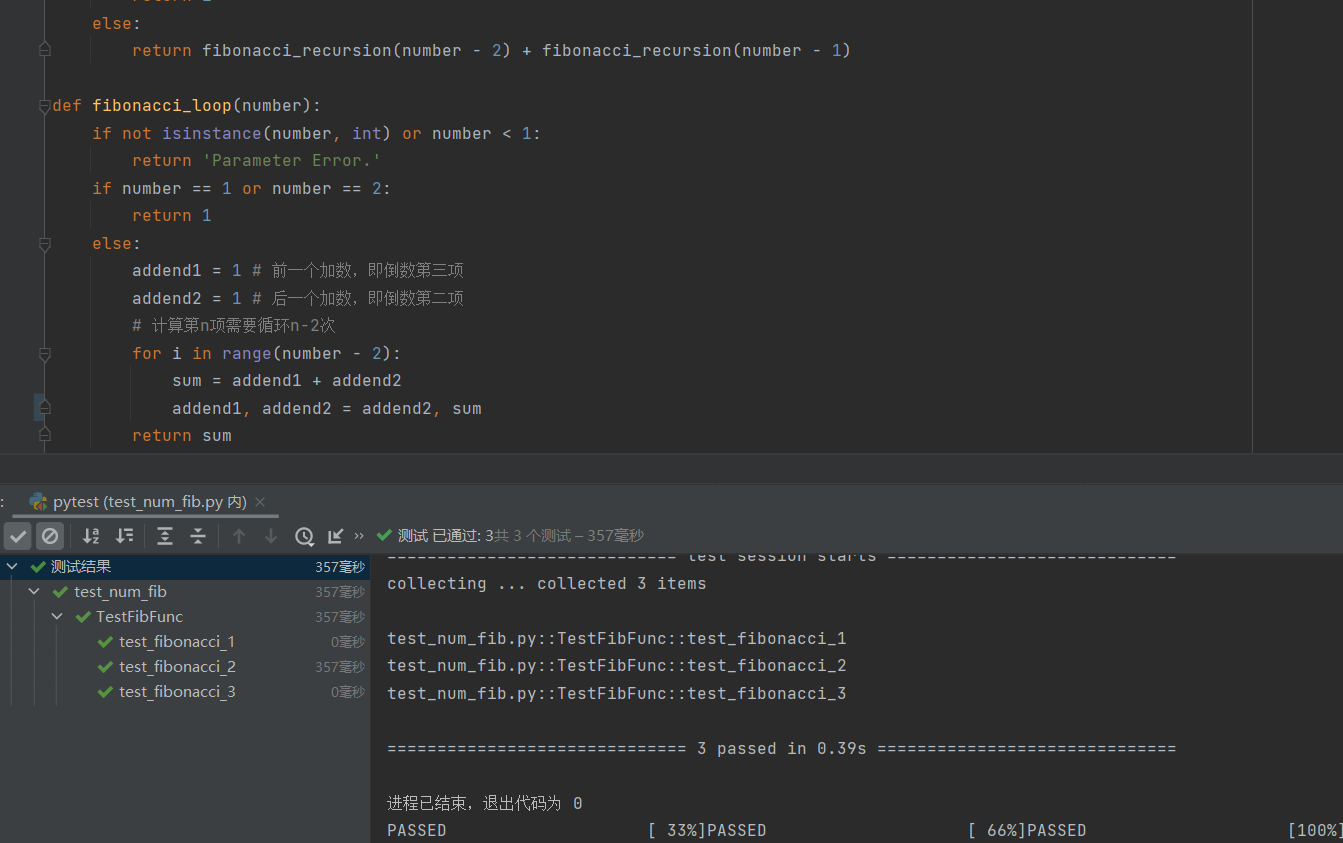 else:
return fibonacci_recursion(number - 2) + fibonacci_recursion(number - 1)
def fibonacci_loop(number):
if not isinstance(number, int) or number < 1:
return 'Parameter Error.'
if number == 1 or number == 2:
return 1
else:
addend1 = 1 # 前一个加数，即倒数第三项
addend2 = 1 # 后一个加数，即倒数第二项
# 计算第n项需要循环n-2次
for i in range(number - 2):
sum = addend1 + addend2
addend1, addend2 = addend2, sum
return sum
: pytest (test_num_fib.py 内) ×
>> 测试 已通过: 3共 3 个测试 – 357毫秒
测试结果 357毫秒
test_num_fib 357毫秒
TestFibFunc 357毫秒
test_fibonacci_1 0毫秒
test_fibonacci_2 357毫秒
test_fibonacci_3 0毫秒
============================= test session starts =============================
collecting ... collected 3 items
test_num_fib.py::TestFibFunc::test_fibonacci_1
test_num_fib.py::TestFibFunc::test_fibonacci_2
test_num_fib.py::TestFibFunc::test_fibonacci_3
============================== 3 passed in 0.39s ==============================
进程已结束，退出代码为 0
PASSED [ 33%]PASSED [ 66%]PASSED [100%]